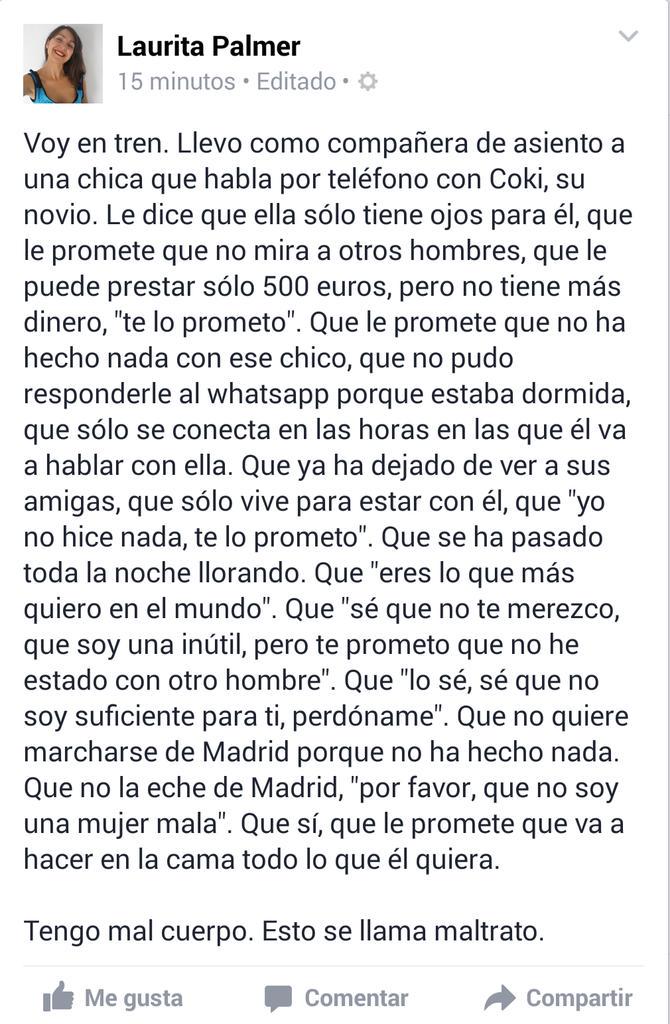 Laurita Palmer
15 minutos • Editado •
Voy en tren. Llevo como compañera de asiento a
una chica que habla por teléfono con Coki, su
novio. Le dice que ella sólo tiene ojos para él, que
le promete que no mira a otros hombres, que le
puede prestar sólo 500 euros, pero no tiene más
dinero, "te lo prometo". Que le promete que no ha
hecho nada con ese chico, que no pudo
responderle al whatsapp porque estaba dormida,
que sólo se conecta en las horas en las que él va
a hablar con ella. Que ya ha dejado de ver a sus
amigas, que sólo vive para estar con él, que "yo
no hice nada, te lo prometo". Que se ha pasado
toda la noche llorando. Que "eres lo que más
quiero en el mundo". Que "sé que no te merezco,
que soy una inútil, pero te prometo que no he
estado con otro hombre". Que "lo sé, sé que no
soy suficiente para ti, perdóname". Que no quiere
marcharse de Madrid porque no ha hecho nada.
Que no la eche de Madrid, "por favor, que no soy
una mujer mala". Que sí, que le promete que va a
hacer en la cama todo lo que él quiera.
Tengo mal cuerpo. Esto se llama maltrato.
Me gusta Comentar Compartir